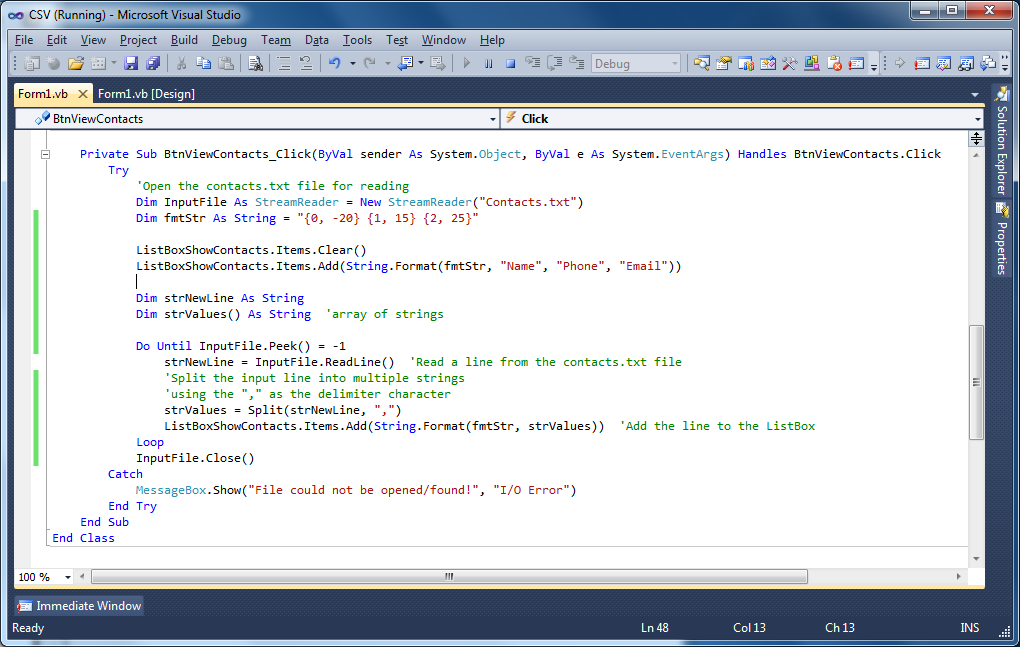 CSV (Running) - Microsoft Visual Studio
File Edit View Project Build Debug Team Data Tools Test Window Help
Debug
Form1.vb Form1.vb [Design]
BtnViewContacts Click
Private Sub BtnViewContacts_Click(ByVal sender As System.Object, ByVal e As System.EventArgs) Handles BtnViewContacts.Click
Try
'Open the contacts.txt file for reading
Dim InputFile As StreamReader = New StreamReader("Contacts.txt")
Dim fmtStr As String = "{0, -20} {1, 15} {2, 25}"
ListBoxShowContacts.Items.Clear()
ListBoxShowContacts.Items.Add(String.Format(fmtStr, "Name", "Phone", "Email"))
Dim strNewLine As String
Dim strValues() As String  'array of strings
Do Until InputFile.Peek() = -1
strNewLine = InputFile.ReadLine()  'Read a line from the contacts.txt file
'Split the input line into multiple strings
'using the "," as the delimiter character
strValues = Split(strNewLine, ",")
ListBoxShowContacts.Items.Add(String.Format(fmtStr, strValues))  'Add the line to the ListBox
Loop
InputFile.Close()
Catch
MessageBox.Show("File could not be opened/found!", "I/O Error")
End Try
End Sub
End Class
Solution Explorer
Properties
100 %
Immediate Window
Ready Ln 48 Col 13 Ch 13 INS